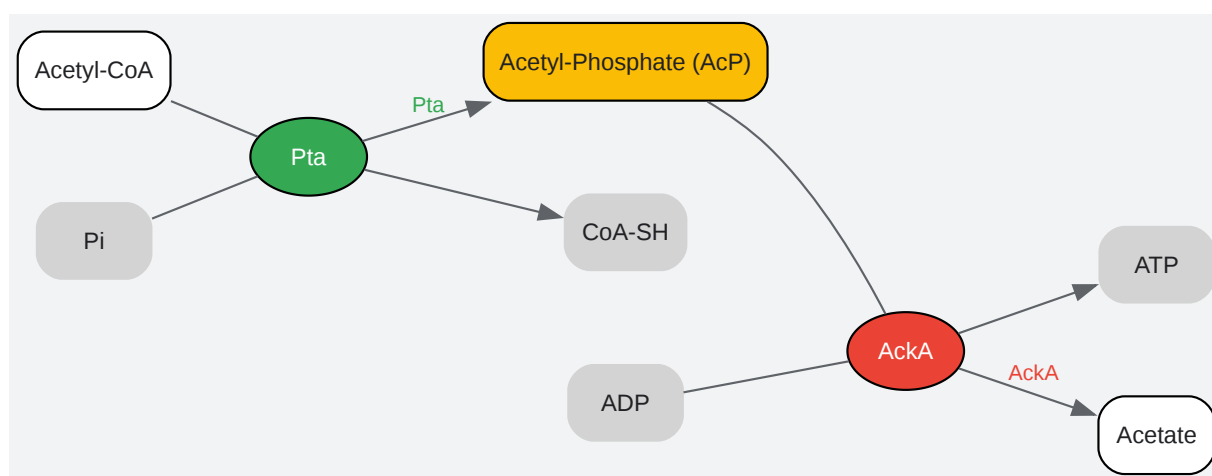 Acetyl-CoA
Acetyl-Phosphate (AcP)
Pta
Pta
Pi
CoA-SH
ATP
AckA
AckA
ADP
Acetate